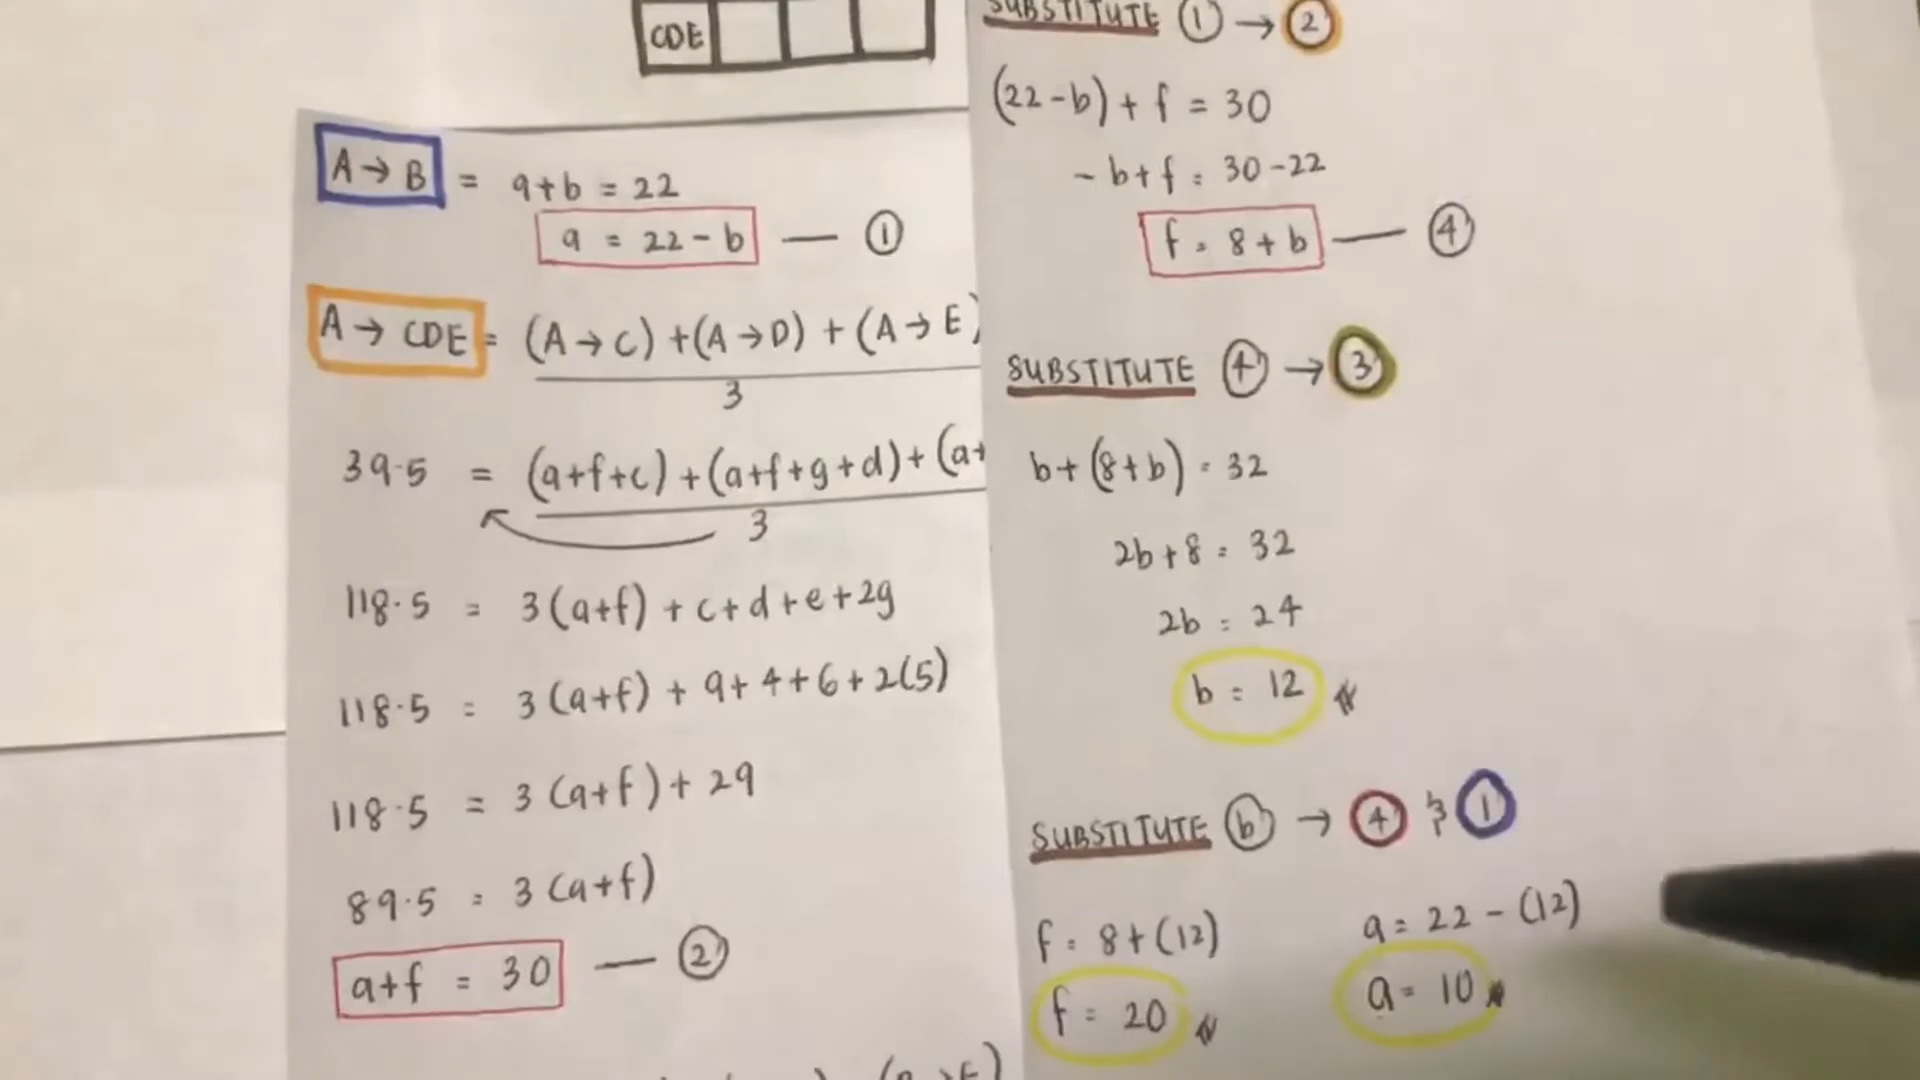 CDE
A → B = a+b = 22
a = 22 - b — ①
A → CDE = (A → C) + (A → D) + (A → E)
3
39.5 = (a+f+c) + (a+f+g+d) + (a+
3
118.5 = 3(a+f) + c+d+e+2g
118.5 = 3(a+f) + 9+4+6+2(5)
118.5 = 3(a+f) + 29
89.5 = 3(a+f)
a+f = 30 — ②
SUBSTITUTE ① → ②
(22-b) + f = 30
-b+f = 30-22
f = 8+b — ④
SUBSTITUTE ④ → ③
b+(8+b) = 32
2b+8 = 32
2b = 24
b = 12
SUBSTITUTE ⓑ → ④ & ①
f = 8+(12)
f = 20
a = 22 - (12)
a = 10